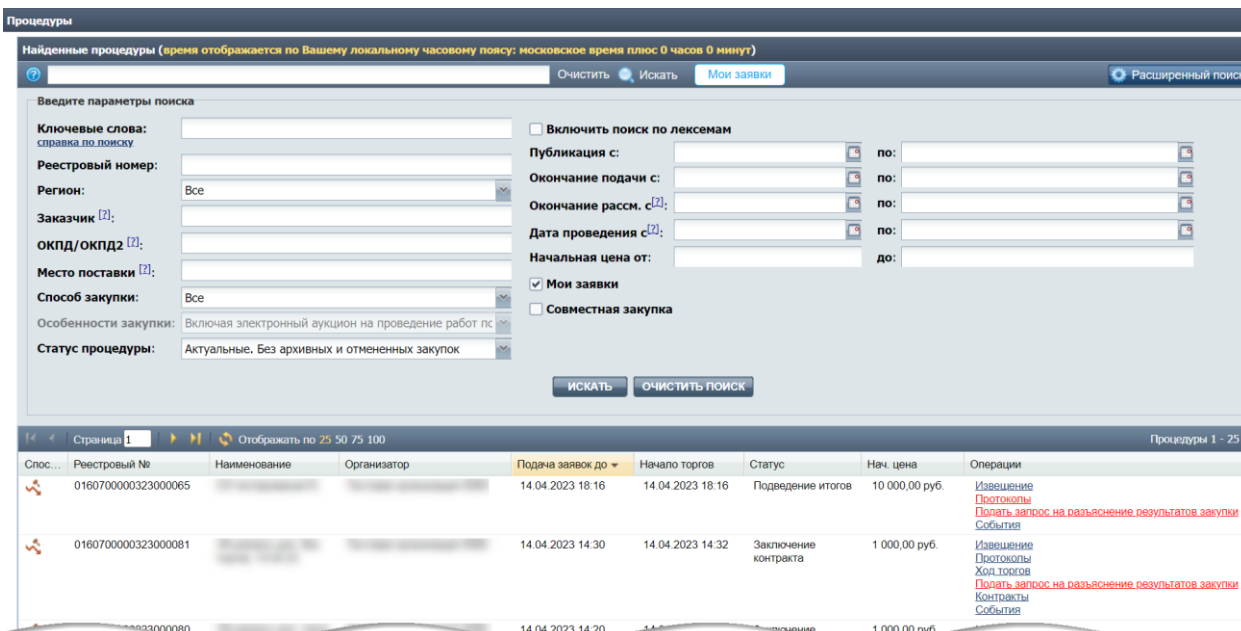 Процедуры
Найденные процедуры (время отображается по Вашему локальному часовому поясу: московское время плюс 0 часов 0 минут)
Очистить Искать Мои заявки Расширенный поиск
Введите параметры поиска
Ключевые слова:
справка по поиску
Реестровый номер:
Регион: Все
Заказчик [?]:
ОКПД/ОКПД2 [?]:
Место поставки [?]:
Способ закупки: Все
Особенности закупки: Включая электронный аукцион на проведение работ по
Статус процедуры: Актуальные. Без архивных и отмененных закупок
Включить поиск по лексемам
Публикация с: по:
Окончание подачи с: по:
Окончание рассм. с[?]: по:
Дата проведения с[?]: по:
Начальная цена от: до:
Мои заявки
Совместная закупка
ИСКАТЬ ОЧИСТИТЬ ПОИСК
Страница 1 Отображать по 25 50 75 100 Процедуры 1 - 25
Спос... Реестровый № Наименование Организатор Подача заявок до Начало торгов Статус Нач. цена Операции
0160700000323000065 14.04.2023 18:16 14.04.2023 18:16 Подведение итогов 10 000,00 руб. Извещение
Протоколы
Подать запрос на разъяснение результатов закупки
События
0160700000323000081 14.04.2023 14:30 14.04.2023 14:32 Заключение 1 000,00 руб. Извещение
контракта Протоколы
Ход торгов
Подать запрос на разъяснение результатов закупки
Контракты
События
14.04.2023 14:20 1 000,00 руб.